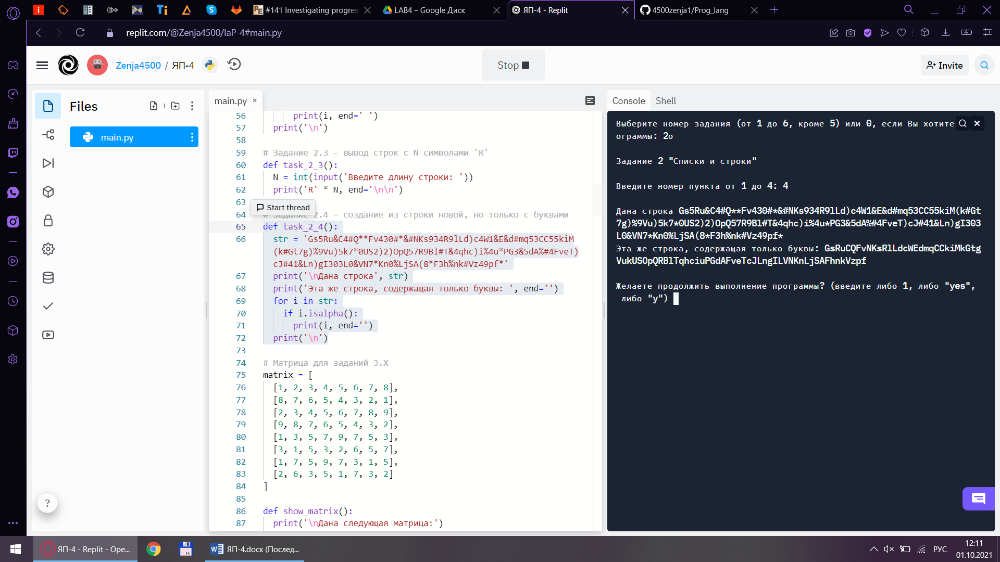 #141 Investigating progres
LAB4 – Google Диск
ЯП-4 - Replit
4500zenja1/Prog_lang
replit.com/@Zenja4500/IaP-4#main.py
Zenja4500 / ЯП-4
Stop
Invite
Files
main.py
main.py ×
56 print(i, end=' ')
57 print('\n')
58
59 # Задание 2.3 - вывод строк с N символами 'R'
60 def task_2_3():
61 N = int(input('Введите длину строки: '))
62 print('R' * N, end='\n\n')
63
Start thread
64 # Задание 2.4 - создание из строки новой, но только с буквами
65 def task_2_4():
66 str = 'Gs5Ru&C4#Q**Fv430#*&#NKs934R9lLd)c4W1&E&d#mq53CC55kiM
(k#Gt7g)%9Vu)5k7*0US2)2)OpQ57R9Bl#T&4qhc)i%4u*PG3&5dA%#4FveT)
cJ#41&Ln)gI303L0&VN7*Kn0%LjSA(8*F3h%nk#Vz49pf*'
67 print('\nДана строка', str)
68 print('Эта же строка, содержащая только буквы: ', end='')
69 for i in str:
70 if i.isalpha():
71 print(i, end='')
72 print('\n')
73
74 # Матрица для заданий 3.X
75 matrix = [
76 [1, 2, 3, 4, 5, 6, 7, 8],
77 [8, 7, 6, 5, 4, 3, 2, 1],
78 [2, 3, 4, 5, 6, 7, 8, 9],
79 [9, 8, 7, 6, 5, 4, 3, 2],
80 [1, 3, 5, 7, 9, 7, 5, 3],
81 [3, 1, 5, 3, 2, 6, 5, 7],
82 [1, 7, 5, 9, 7, 3, 1, 5],
83 [2, 6, 3, 5, 1, 7, 3, 2]
84 ]
85
86 def show_matrix():
87 print('\nДана следующая матрица:')
Console
Shell
Выберите номер задания (от 1 до 6, кроме 5) или 0, если Вы хотите
ограммы: 2о
Задание 2 "Списки и строки"
Введите номер пункта от 1 до 4: 4
Дана строка Gs5Ru&C4#Q**Fv430#*&#NKs934R9lLd)c4W1&E&d#mq53CC55kiM(k#Gt
7g)%9Vu)5k7*0US2)2)OpQ57R9Bl#T&4qhc)i%4u*PG3&5dA%#4FveT)cJ#41&Ln)gI303
L0&VN7*Kn0%LjSA(8*F3h%nk#Vz49pf*
Эта же строка, содержащая только буквы: GsRuCQFvNKsRlLdcWEdmqCCkiMkGtg
VukUSOpQRBlTqhciuPGdAFveTcJLngILVNKnLjSAFhnkVzpf
Желаете продолжить выполнение программы? (введите либо 1, либо "yes",
либо "y")
?
ЯП-4 - Replit - Ope...
ЯП-4.docx (Послед...
РУС
12:11
01.10.2021